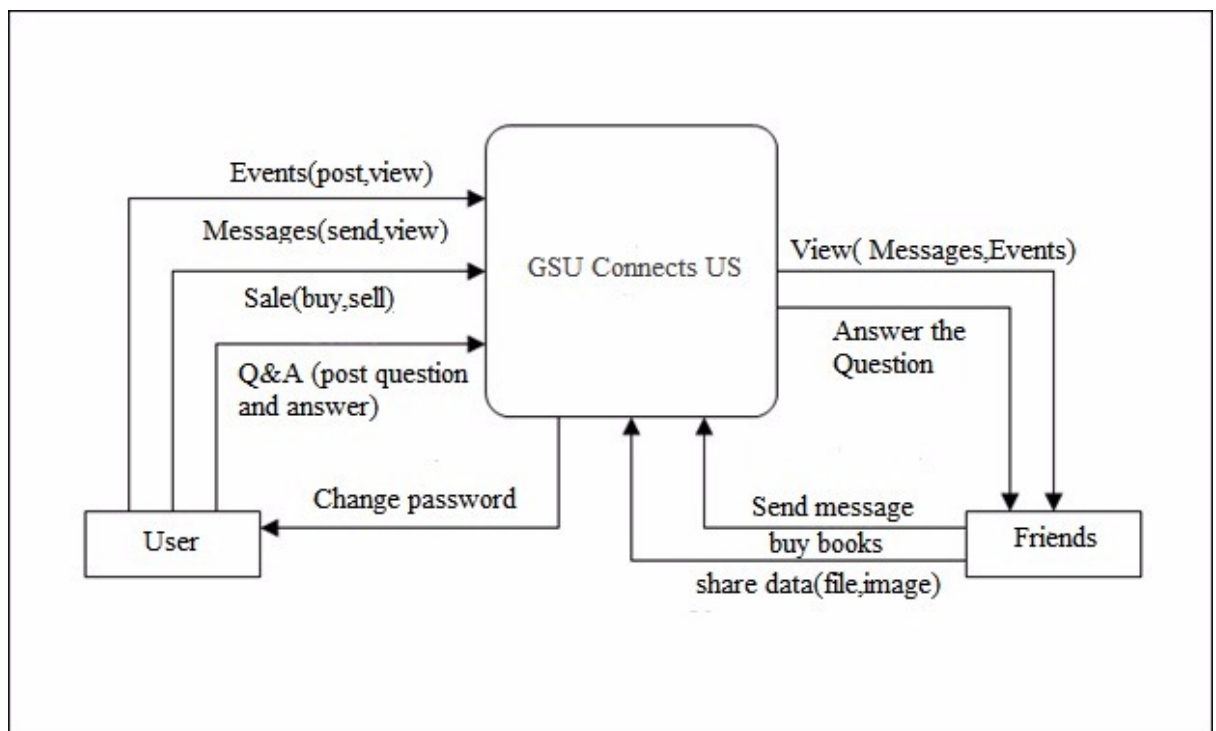 Events(post,view)
Messages(send,view)
Sale(buy,sell)
Q&A (post question
and answer)
GSU Connects US
View( Messages,Events)
Answer the
Question
Change password
Send message
buy books
share data(file,image)
User
Friends